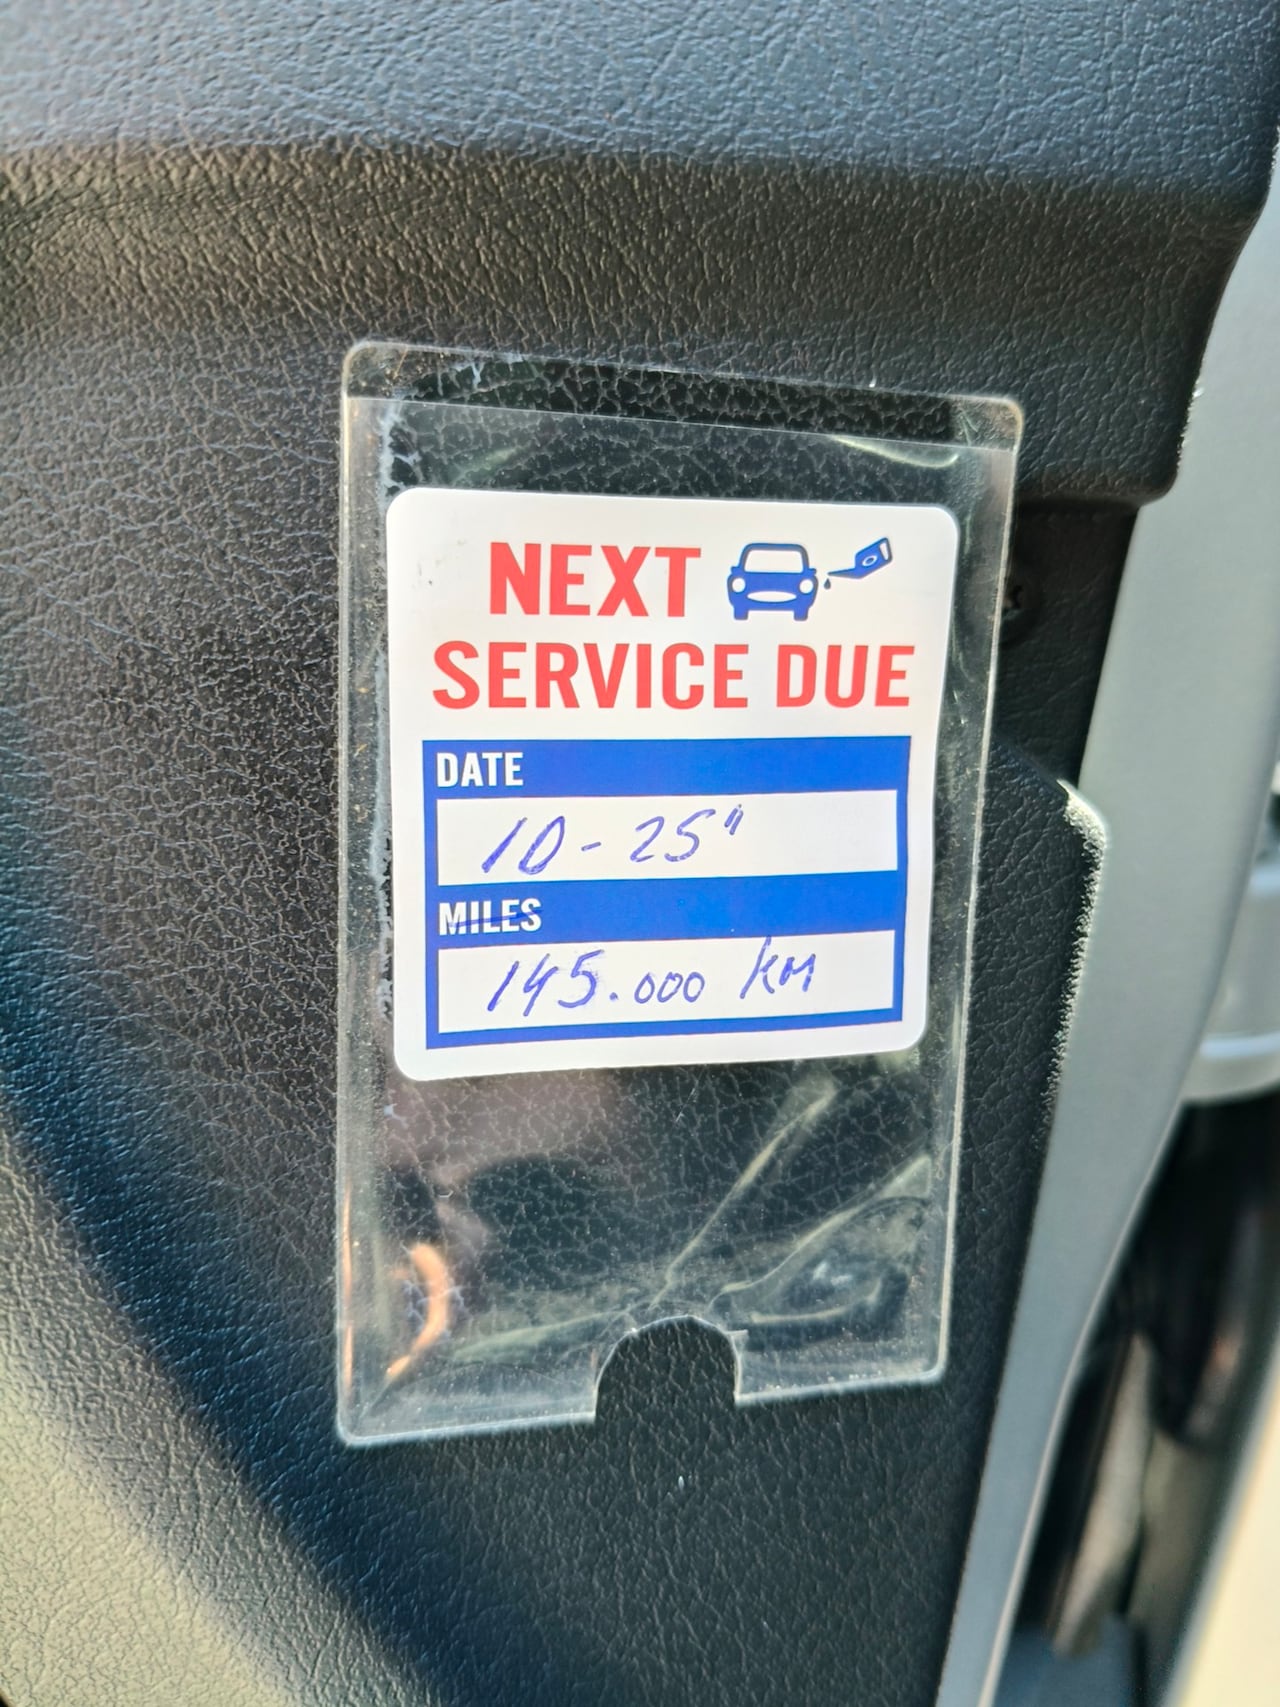 NEXT
SERVICE DUE
DATE
10-25"
MILES
145.000 KM